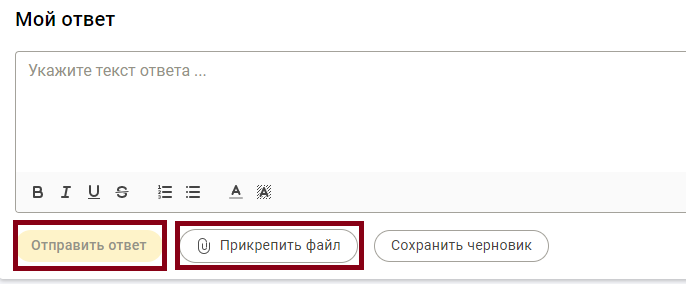 Мой ответ
Укажите текст ответа ...
B I U S A A
Отправить ответ Прикрепить файл Сохранить черновик